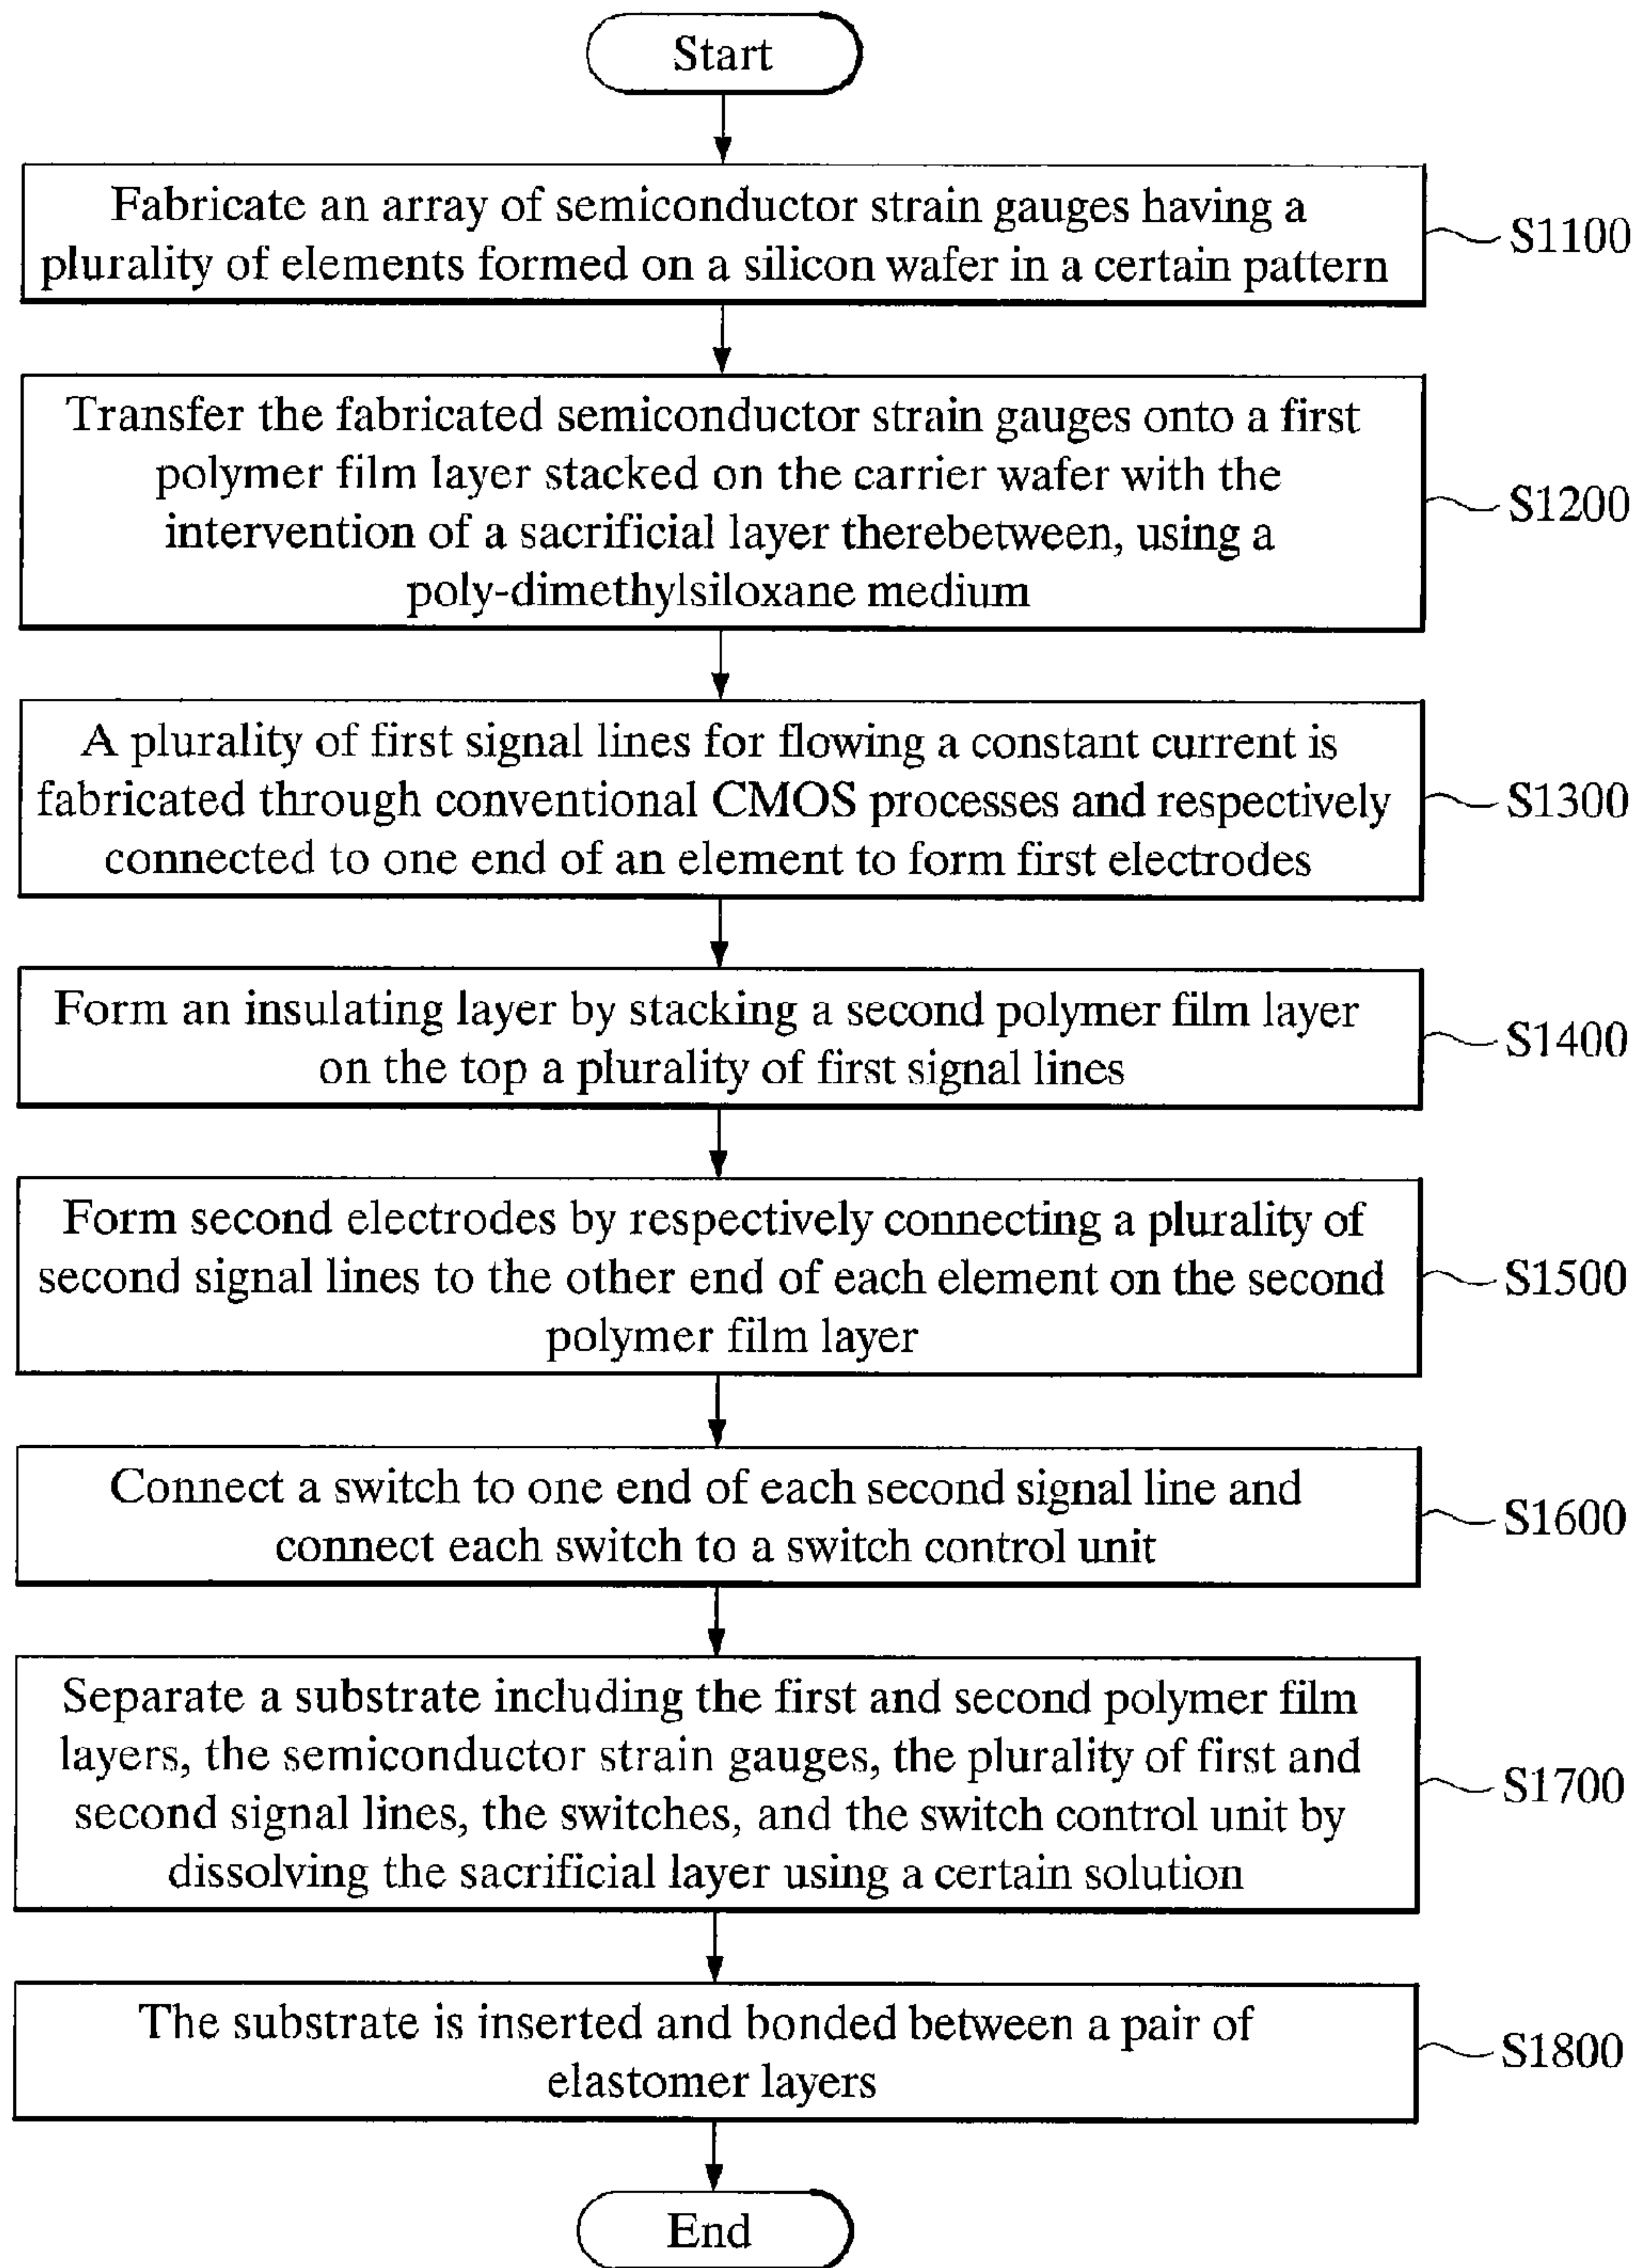 Start
Fabricate an array of semiconductor strain gauges having a
plurality of elements formed on a silicon wafer in a certain pattern
S1100
Transfer the fabricated semiconductor strain gauges onto a first
polymer film layer stacked on the carrier wafer with the
intervention of a sacrificial layer therebetween, using a
poly-dimethylsiloxane medium
S1200
A plurality of first signal lines for flowing a constant current is
fabricated through conventional CMOS processes and respectively
connected to one end of an element to form first electrodes
S1300
Form an insulating layer by stacking a second polymer film layer
on the top a plurality of first signal lines
S1400
Form second electrodes by respectively connecting a plurality of
second signal lines to the other end of each element on the second
polymer film layer
S1500
Connect a switch to one end of each second signal line and
connect each switch to a switch control unit
S1600
Separate a substrate including the first and second polymer film
layers, the semiconductor strain gauges, the plurality of first and
second signal lines, the switches, and the switch control unit by
dissolving the sacrificial layer using a certain solution
S1700
The substrate is inserted and bonded between a pair of
elastomer layers
S1800
End